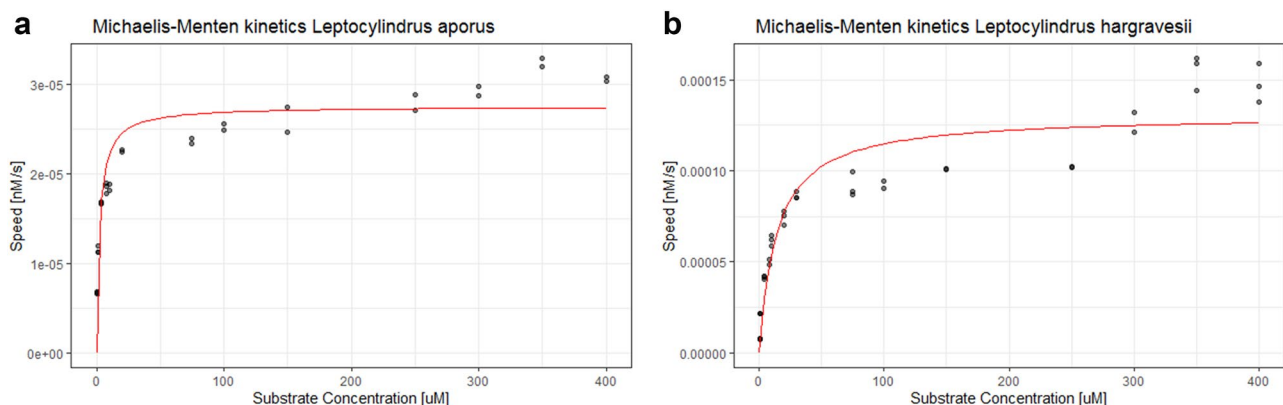 a
Michaelis-Menten kinetics Leptocylindrus aporus
Speed [nM/s]
3e-05
2e-05
1e-05
0e+00
0 100 200 300 400
Substrate Concentration [uM]
b
Michaelis-Menten kinetics Leptocylindrus hargravesii
Speed [nM/s]
0.00015
0.00010
0.00005
0.00000
0 100 200 300 400
Substrate Concentration [uM]